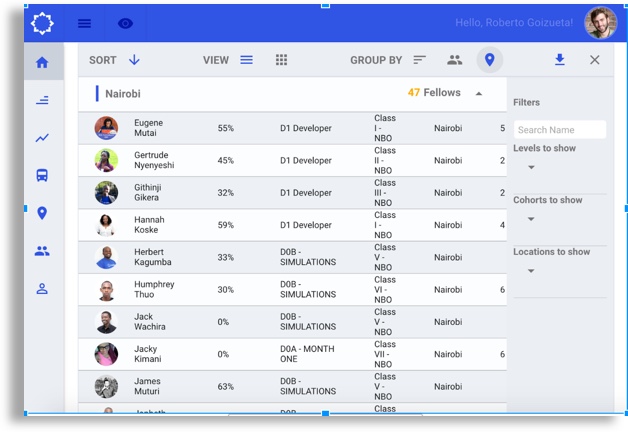 Hello, Roberto Goizueta!
SORT VIEW GROUP BY
Nairobi 47 Fellows
Eugene Mutai 55% D1 Developer Class I - NBO Nairobi 5
Gertrude Nyenyeshi 45% D1 Developer Class II - NBO Nairobi 2
Githinji Gikera 32% D1 Developer Class III - NBO Nairobi 2
Hannah Koske 59% D1 Developer Class I - NBO Nairobi 4
Herbert Kagumba 33% D0B - SIMULATIONS Class V - NBO Nairobi
Humphrey Thuo 30% D0B - SIMULATIONS Class VI - NBO Nairobi 6
Jack Wachira 0% D0B - SIMULATIONS Class V - NBO Nairobi
Jacky Kimani 0% D0A - MONTH ONE Class VII - NBO Nairobi 6
James Muturi 63% D0B - SIMULATIONS Class V - NBO Nairobi
Class
Filters
Search Name
Levels to show
Cohorts to show
Locations to show